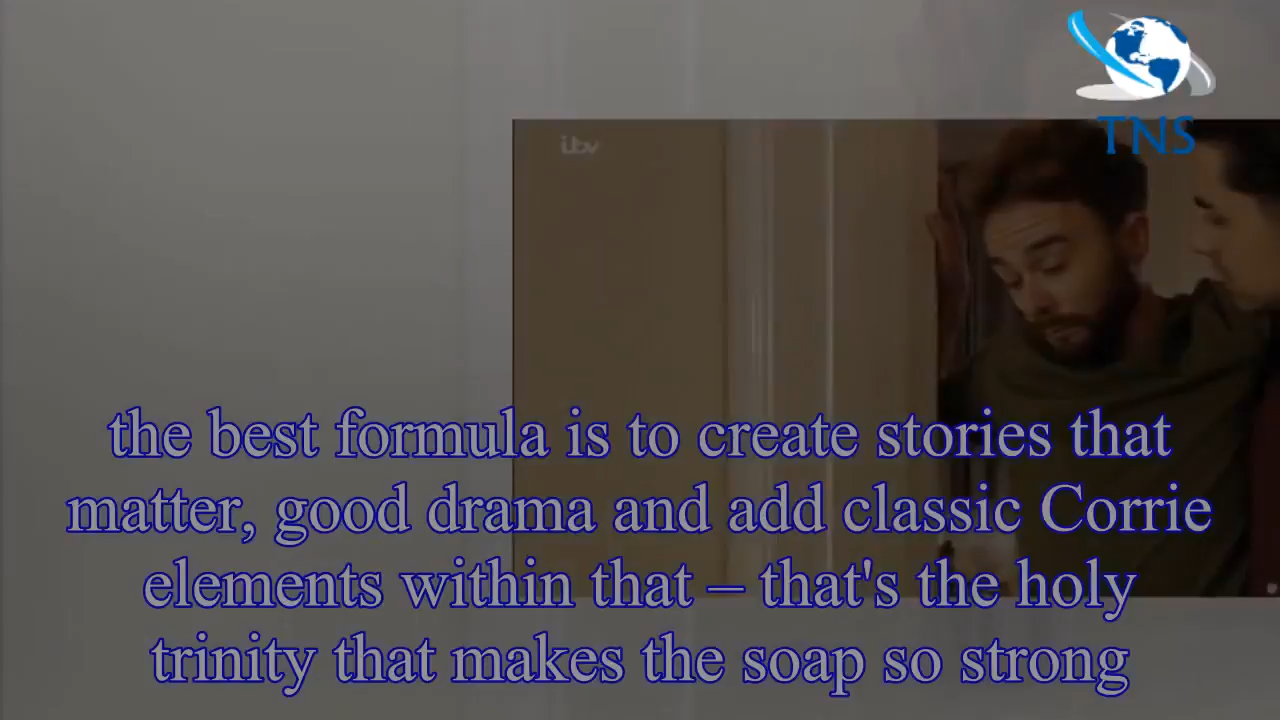 TNS
itv
the best formula is to create stories that
matter, good drama and add classic Corrie
elements within that – that's the holy
trinity that makes the soap so strong